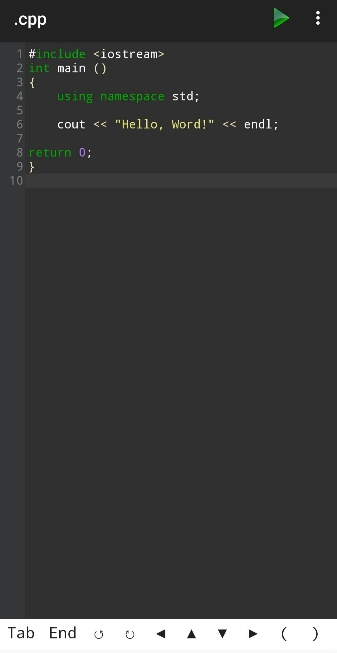 .cpp
1 #include <iostream>
2 int main ()
3 {
4     using namespace std;
5
6     cout << "Hello, Word!" << endl;
7
8 return 0;
9 }
10
Tab End ↺ ↻ ◀ ▲ ▼ ▶ ( )